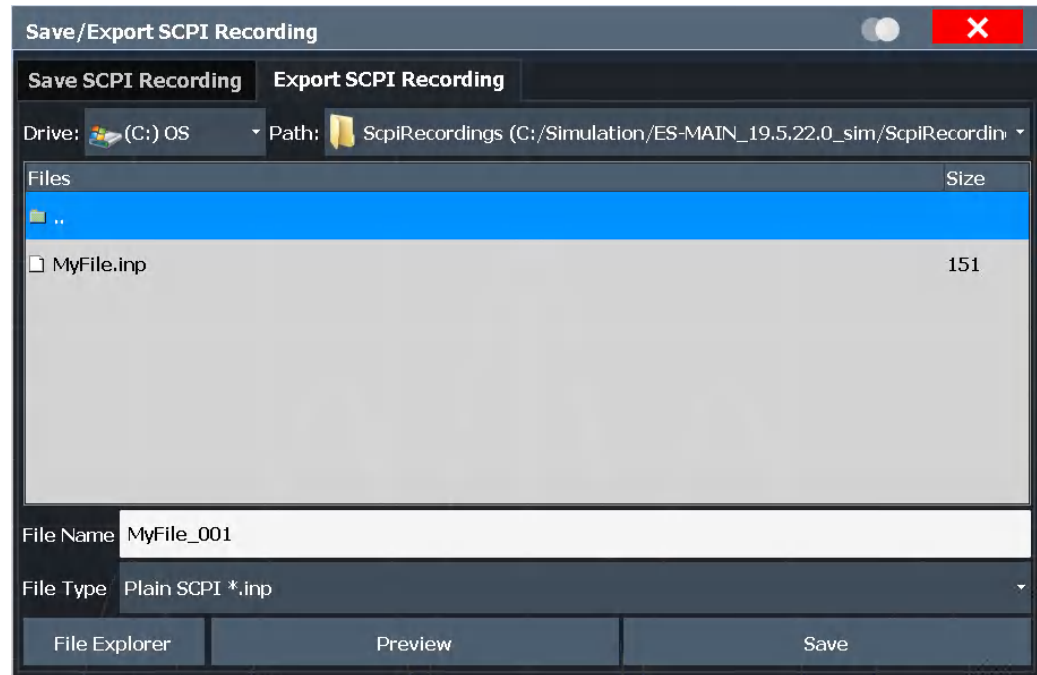 Save/Export SCPI Recording
Save SCPI Recording Export SCPI Recording
Drive: (C:) OS Path: ScpiRecordings (C:/Simulation/ES-MAIN_19.5.22.0_sim/ScpiRecordin
Files Size
..
MyFile.inp 151
File Name MyFile_001
File Type Plain SCPI *.inp
File Explorer Preview Save